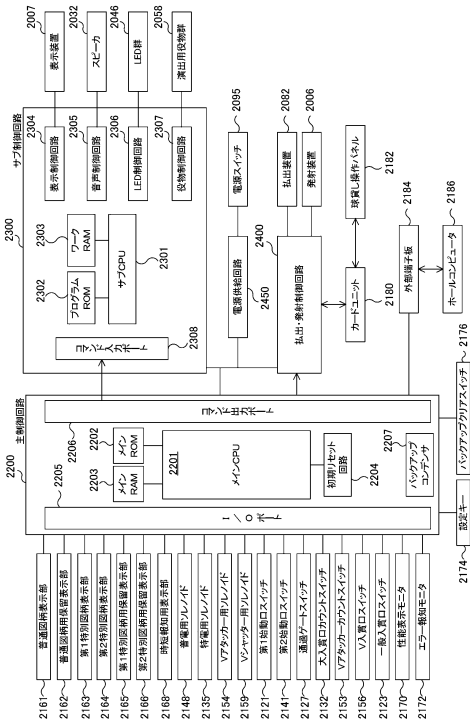 2161 普通図柄表示部
2162 普通図柄用保留表示部
2163 第1特別図柄表示部
2164 第2特別図柄表示部
2165 第1特別図柄用保留表示部
2166 第2特別図柄用保留表示部
2168 時短報知用表示部
2148 普電用ソレノイド
2135 特電用ソレノイド
2154 Vアタッカー用ソレノイド
2159 Vシャッター用ソレノイド
2121 第1始動口スイッチ
2141 第2始動口スイッチ
2127 通過ゲートスイッチ
2132 大入賞口カウントスイッチ
2153 Vアタッカーカウントスイッチ
2156 V入賞口スイッチ
2123 一般入賞口スイッチ
2170 性能表示モニタ
2172 エラー報知モニタ
2200
主制御回路
2205
I/Oポート
2203
メインRAM
2202
メインROM
2201
メインCPU
初期リセット回路
2204
2207
バックアップコンデンサ
2206
コマンド出力ポート
2174
設定キー
バックアップクリアスイッチ
2176
2300
サブ制御回路
2308
コマンド入力ポート
2302
プログラムROM
2303
ワークRAM
サブCPU
2301
2304
表示制御回路
2305
音声制御回路
2306
LED制御回路
2307
役物制御回路
表示装置
2007
スピーカ
2032
LED群
2046
演出用役物群
2058
電源供給回路
2450
電源スイッチ
2095
払出・発射制御回路
2400
払出装置
2082
発射装置
2006
カードユニット
2180
球貸し操作パネル
2182
外部端子板
2184
ホールコンピュータ
2186